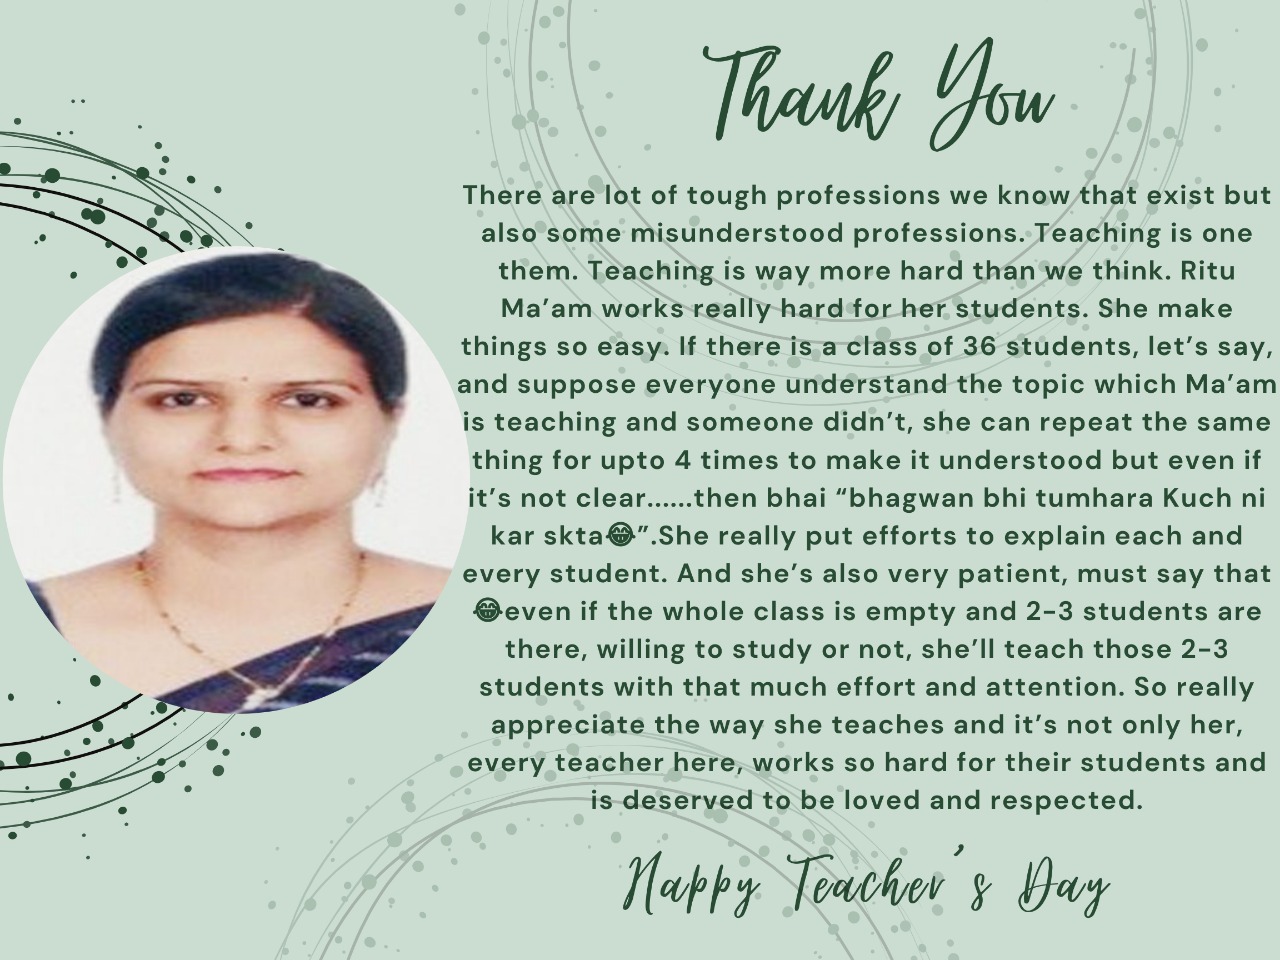 Thank You
There are lot of tough professions we know that exist but
also some misunderstood professions. Teaching is one
them. Teaching is way more hard than we think. Ritu
Ma’am works really hard for her students. She make
things so easy. If there is a class of 36 students, let’s say,
and suppose everyone understand the topic which Ma’am
is teaching and someone didn’t, she can repeat the same
thing for upto 4 times to make it understood but even if
it’s not clear......then bhai “bhagwan bhi tumhara Kuch ni
kar skta😂”.She really put efforts to explain each and
every student. And she’s also very patient, must say that
😂even if the whole class is empty and 2-3 students are
there, willing to study or not, she’ll teach those 2-3
students with that much effort and attention. So really
appreciate the way she teaches and it’s not only her,
every teacher here, works so hard for their students and
is deserved to be loved and respected.
Happy Teacher’s Day